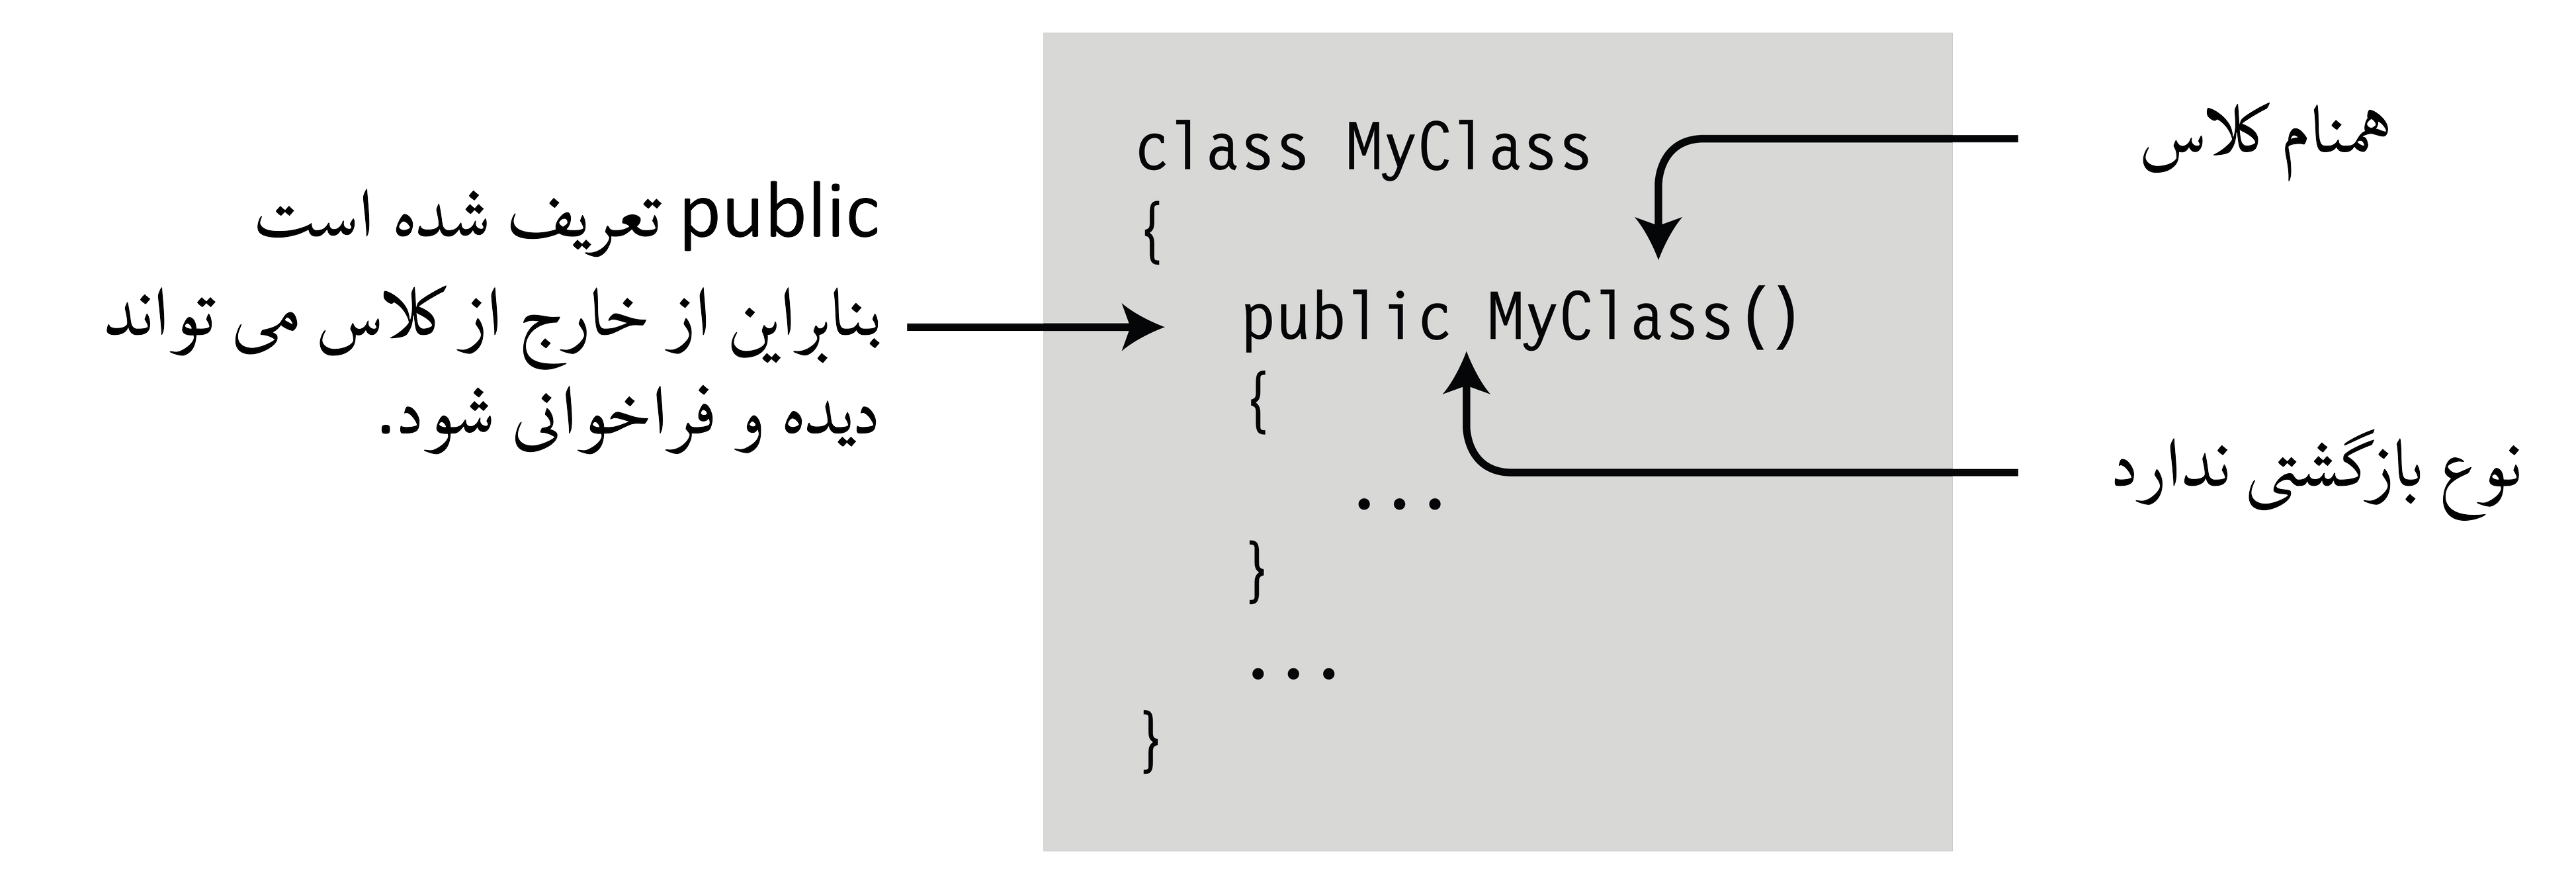 همنام کلاس
class MyClass
{
public MyClass()
{
...
}
...
}
public تعریف شده است
بنابراین از خارج از کلاس می تواند
دیده و فراخوانی شود.
نوع بازگشتی ندارد